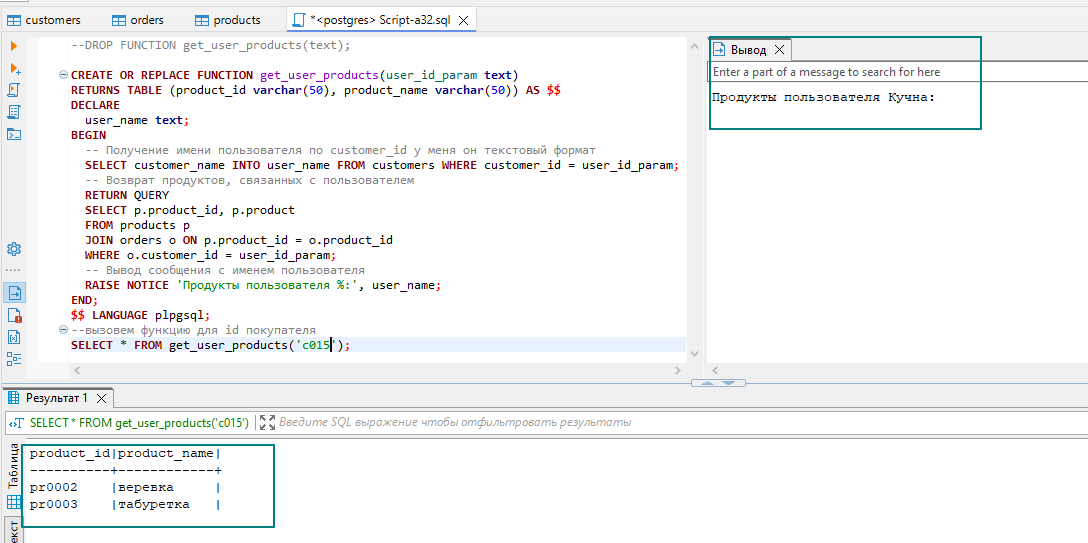 customers
orders
products
*<postgres> Script-a32.sql
--DROP FUNCTION get_user_products(text);
CREATE OR REPLACE FUNCTION get_user_products(user_id_param text)
RETURNS TABLE (product_id varchar(50), product_name varchar(50)) AS $$
DECLARE
user_name text;
BEGIN
-- Получение имени пользователя по customer_id у меня он текстовый формат
SELECT customer_name INTO user_name FROM customers WHERE customer_id = user_id_param;
-- Возврат продуктов, связанных с пользователем
RETURN QUERY
SELECT p.product_id, p.product
FROM products p
JOIN orders o ON p.product_id = o.product_id
WHERE o.customer_id = user_id_param;
-- Вывод сообщения с именем пользователя
RAISE NOTICE 'Продукты пользователя %:', user_name;
END;
$$ LANGUAGE plpgsql;
--вызовем функцию для id покупателя
SELECT * FROM get_user_products('c015');
Вывод
Enter a part of a message to search for here
Продукты пользователя Кучна:
Результат 1
SELECT * FROM get_user_products('c015')
Введите SQL выражение чтобы отфильтровать результаты
Таблица
product_id|product_name|
----------+------------+
pr0002    |веревка     |
pr0003    |табуретка   |